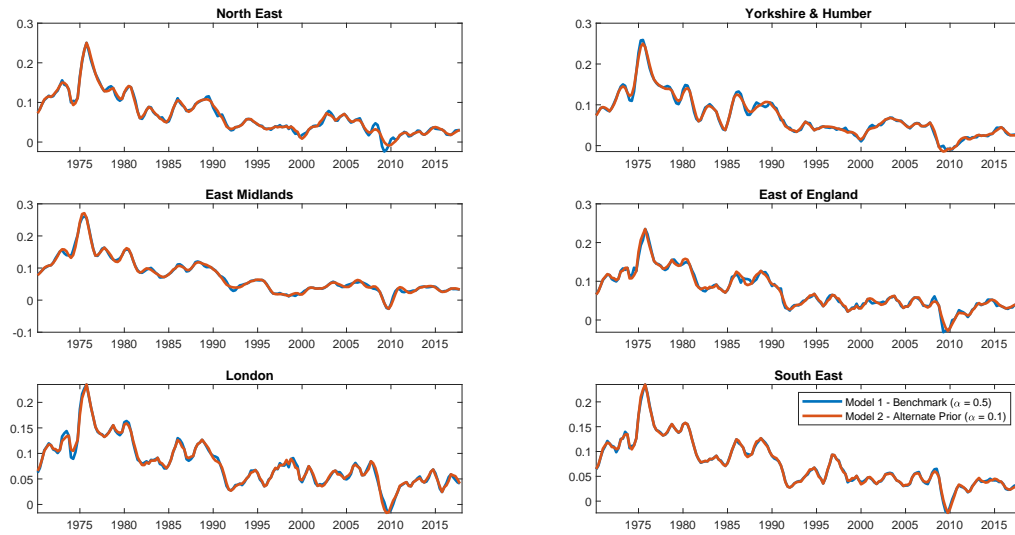 North East
0.3
0.2
0.1
0
1975 1980 1985 1990 1995 2000 2005 2010 2015
Yorkshire & Humber
0.3
0.2
0.1
0
1975 1980 1985 1990 1995 2000 2005 2010 2015
East Midlands
0.3
0.2
0.1
0
-0.1
1975 1980 1985 1990 1995 2000 2005 2010 2015
East of England
0.3
0.2
0.1
0
1975 1980 1985 1990 1995 2000 2005 2010 2015
London
0.2
0.15
0.1
0.05
0
1975 1980 1985 1990 1995 2000 2005 2010 2015
South East
0.2
0.15
0.1
0.05
0
1975 1980 1985 1990 1995 2000 2005 2010 2015
Model 1 - Benchmark (α = 0.5)
Model 2 - Alternate Prior (α = 0.1)